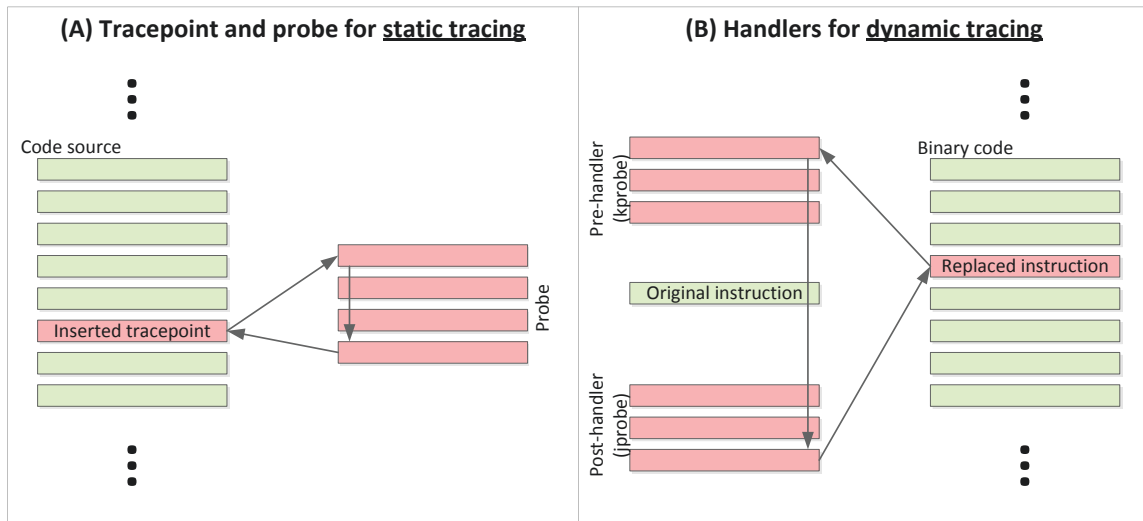 (A) Tracepoint and probe for static tracing
Code source
Inserted tracepoint
Probe
(B) Handlers for dynamic tracing
Pre-handler
(kprobe)
Original instruction
Post-handler
(jprobe)
Binary code
Replaced instruction